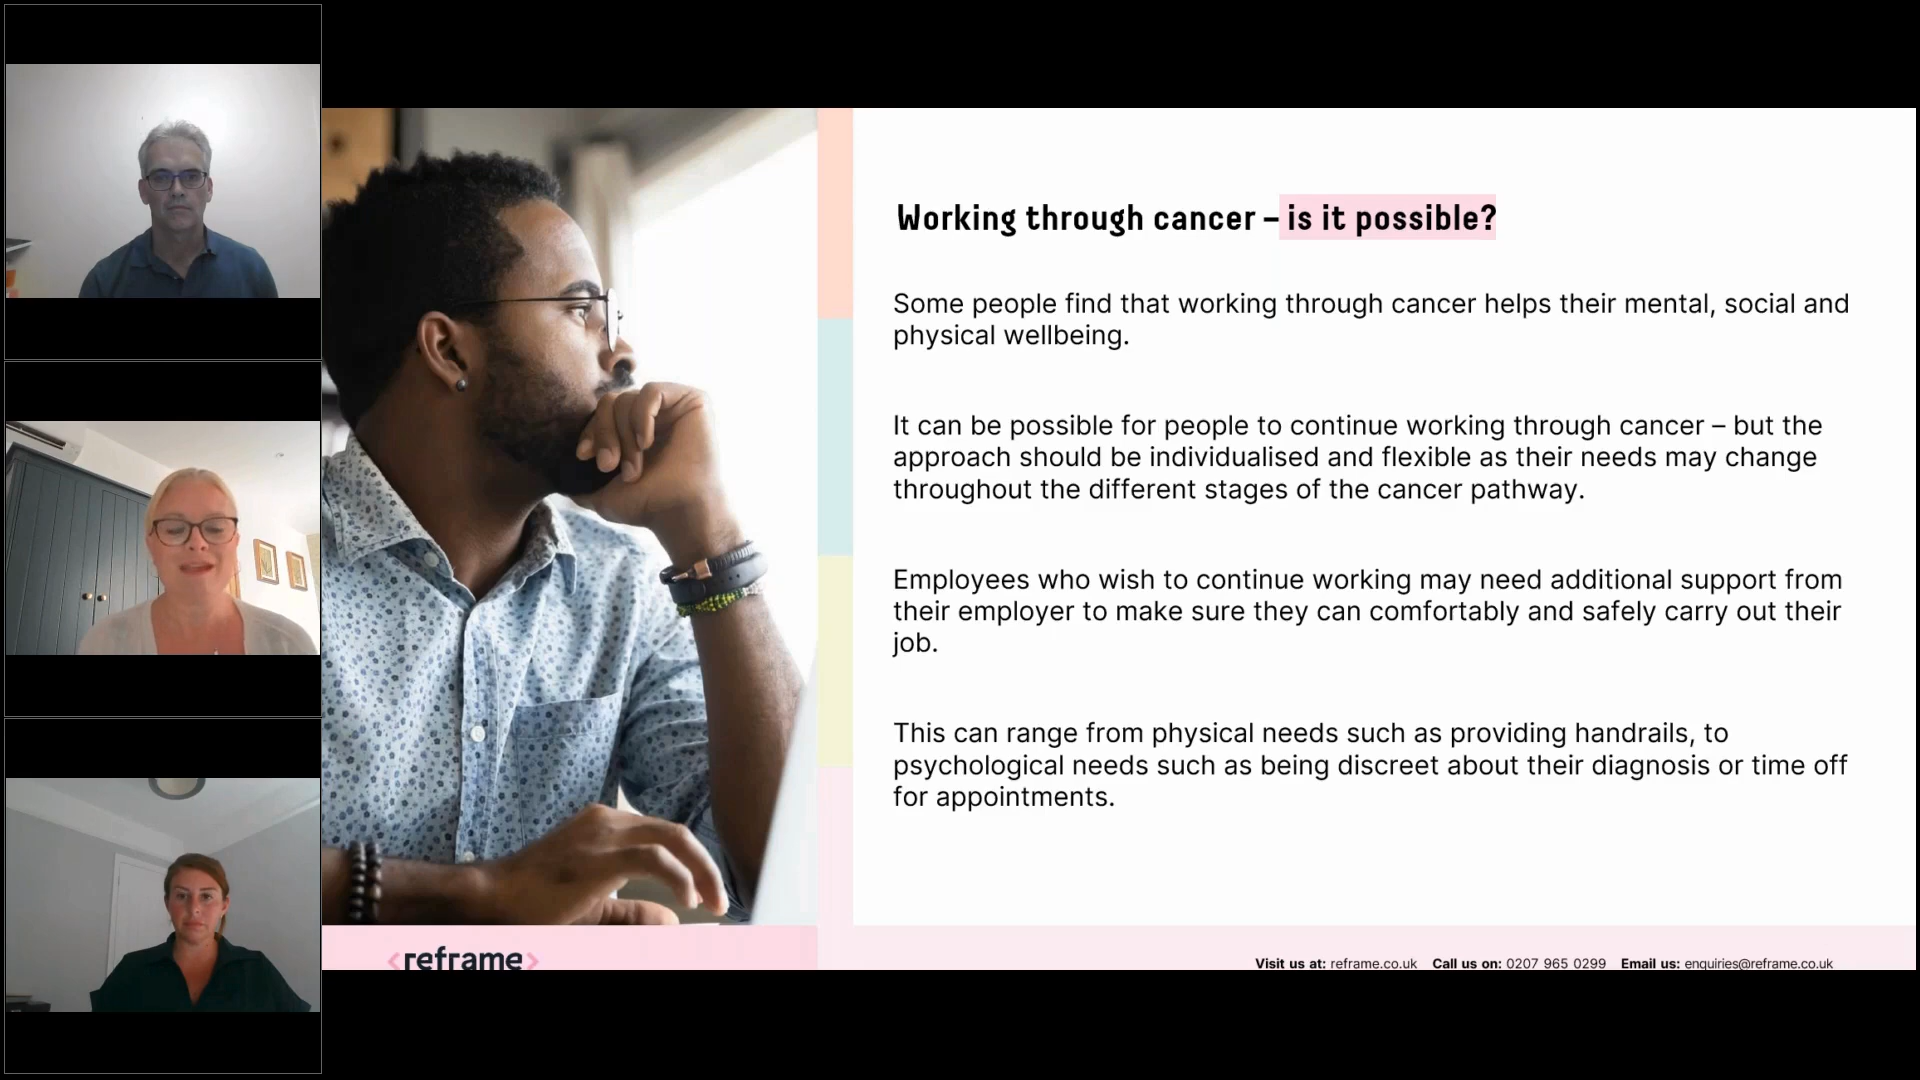 Working through cancer – is it possible?
Some people find that working through cancer helps their mental, social and
physical wellbeing.
It can be possible for people to continue working through cancer – but the
approach should be individualised and flexible as their needs may change
throughout the different stages of the cancer pathway.
Employees who wish to continue working may need additional support from
their employer to make sure they can comfortably and safely carry out their
job.
This can range from physical needs such as providing handrails, to
psychological needs such as being discreet about their diagnosis or time off
for appointments.
<reframe>
Visit us at: reframe.co.uk Call us on: 0207 965 0299 Email us: enquiries@reframe.co.uk